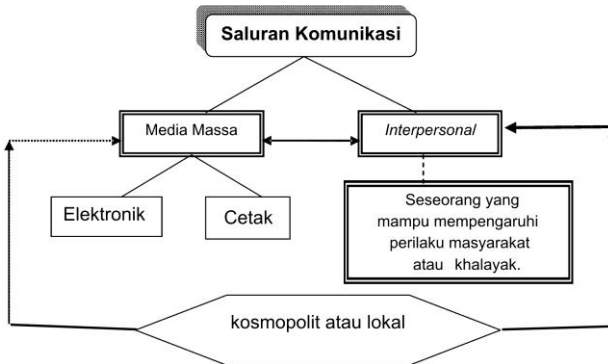 Saluran Komunikasi
Media Massa
Interpersonal
Elektronik
Cetak
Seseorang yang
mampu mempengaruhi
perilaku masyarakat
atau khalayak.
kosmopolit atau lokal